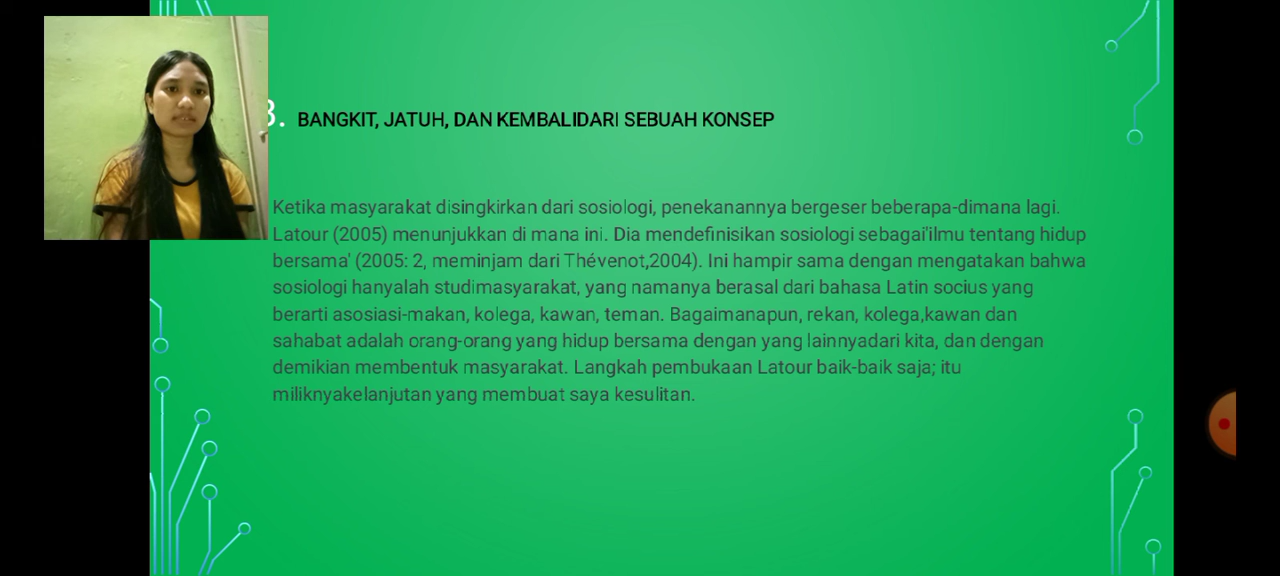 3. BANGKIT, JATUH, DAN KEMBALIDARI SEBUAH KONSEP
Ketika masyarakat disingkirkan dari sosiologi, penekanannya bergeser beberapa-dimana lagi.
Latour (2005) menunjukkan di mana ini. Dia mendefinisikan sosiologi sebagai'ilmu tentang hidup
bersama' (2005: 2, meminjam dari Thévenot,2004). Ini hampir sama dengan mengatakan bahwa
sosiologi hanyalah studimasyarakat, yang namanya berasal dari bahasa Latin socius yang
berarti asosiasi-makan, kolega, kawan, teman. Bagaimanapun, rekan, kolega,kawan dan
sahabat adalah orang-orang yang hidup bersama dengan yang lainnyadari kita, dan dengan
demikian membentuk masyarakat. Langkah pembukaan Latour baik-baik saja; itu
miliknyakelanjutan yang membuat saya kesulitan.